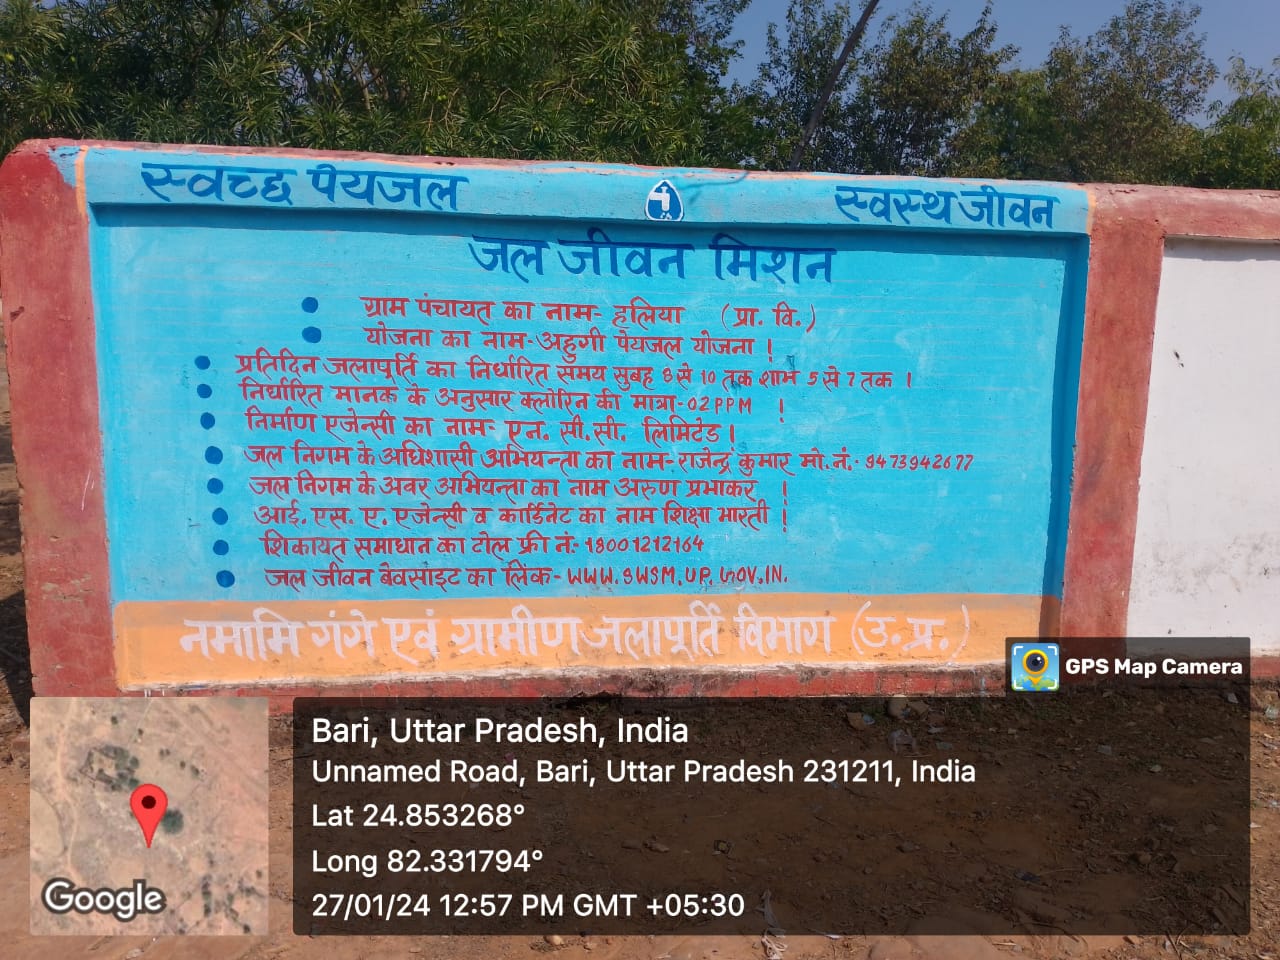 स्वच्छ पेयजल स्वस्थ जीवन
जल जीवन मिशन
ग्राम पंचायत का नाम- हलिया (प्रा. वि.)
योजना का नाम-अहुगी पेयजल योजना !
प्रतिदिन जलापूर्ति का निर्धारित समय सुबह 8 से 10 तक शाम 5 से 7 तक ।
निर्धारित मानक के अनुसार क्लोरिन की मात्रा-02PPM !
निर्माण एजेन्सी का नाम- एन. सी.सी. लिमिटेड।
जल निगम के अधिशासी अभियन्ता का नाम-राजेन्द्र कुमार मो.नं.- 9473942677
जल निगम के अवर अभियन्ता का नाम अरुण प्रभाकर !
आई. एस. ए. एजेन्सी व कार्डिनेट का नाम शिक्षा भारती !
शिकायत समाधान का टोल फ्री नं.- 18001212164
जल जीवन बेवसाइट का लिंक- WWW.SWSM.UP.GOV.IN.
नमामि गंगे एवं ग्रामीण जलापूर्ति विभाग (उ.प्र.)
GPS Map Camera
Bari, Uttar Pradesh, India
Unnamed Road, Bari, Uttar Pradesh 231211, India
Lat 24.853268°
Long 82.331794°
27/01/24 12:57 PM GMT +05:30
Google